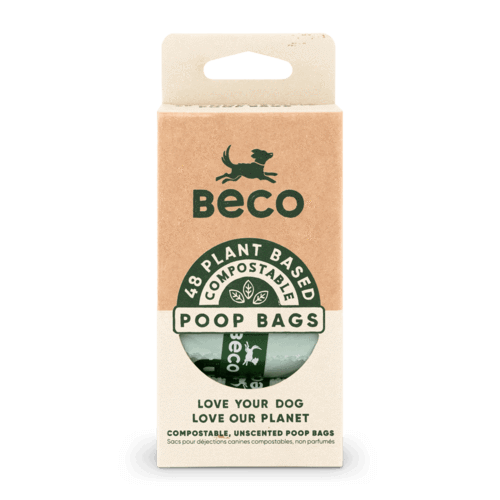 BeCO
48 PLANT BASED
COMPOSTABLE
POOP BAGS
BeCO
LOVE YOUR DOG
LOVE OUR PLANET
COMPOSTABLE, UNSCENTED POOP BAGS
Sacs pour déjections canines compostables, non parfumés